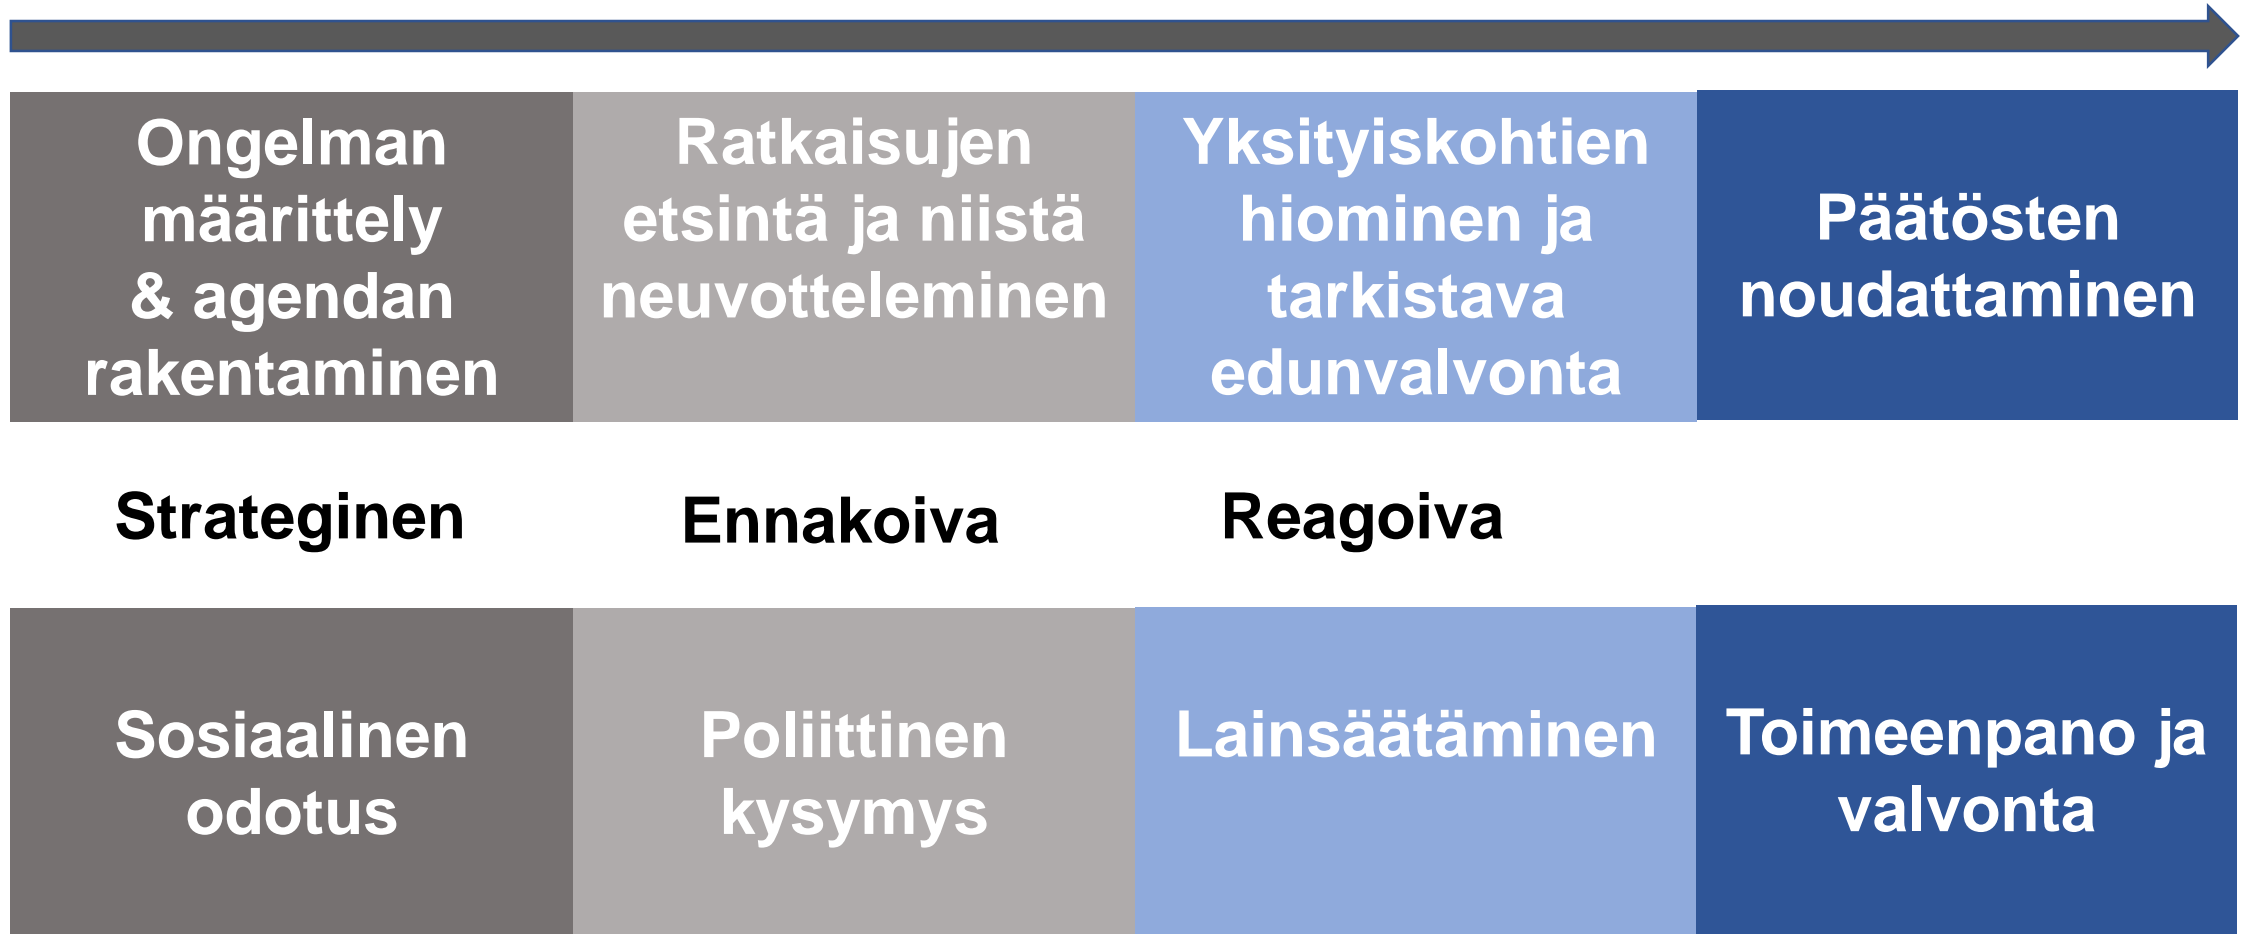 Ongelman
määrittely
& agendan
rakentaminen
Ratkaisujen
etsintä ja niistä
neuvotteleminen
Yksityiskohtien
hiominen ja
tarkistava
edunvalvonta
Päätösten
noudattaminen
Strateginen
Ennakoiva
Reagoiva
Sosiaalinen
odotus
Poliittinen
kysymys
Lainsäätäminen
Toimeenpano ja
valvonta